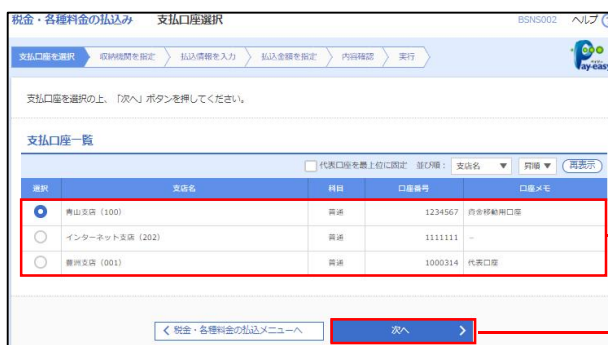 税金・各種料金の払込み 支払口座選択 BSNS002 ヘルプ
支払口座を選択 収納機関を指定 払込情報を入力 払込金額を指定 内容確認 実行
Pay-easy
支払口座を選択の上、「次へ」ボタンを押してください。
支払口座一覧
代表口座を最上位に固定 並び順： 支店名 ▼ 昇順 ▼ 再表示
選択 支店名 科目 口座番号 口座メモ
青山支店（100） 普通 1234567 資金移動用口座
インターネット支店（202） 普通 1111111 －
豊洲支店（001） 普通 1000314 代表口座
税金・各種料金の払込メニューへ 次へ